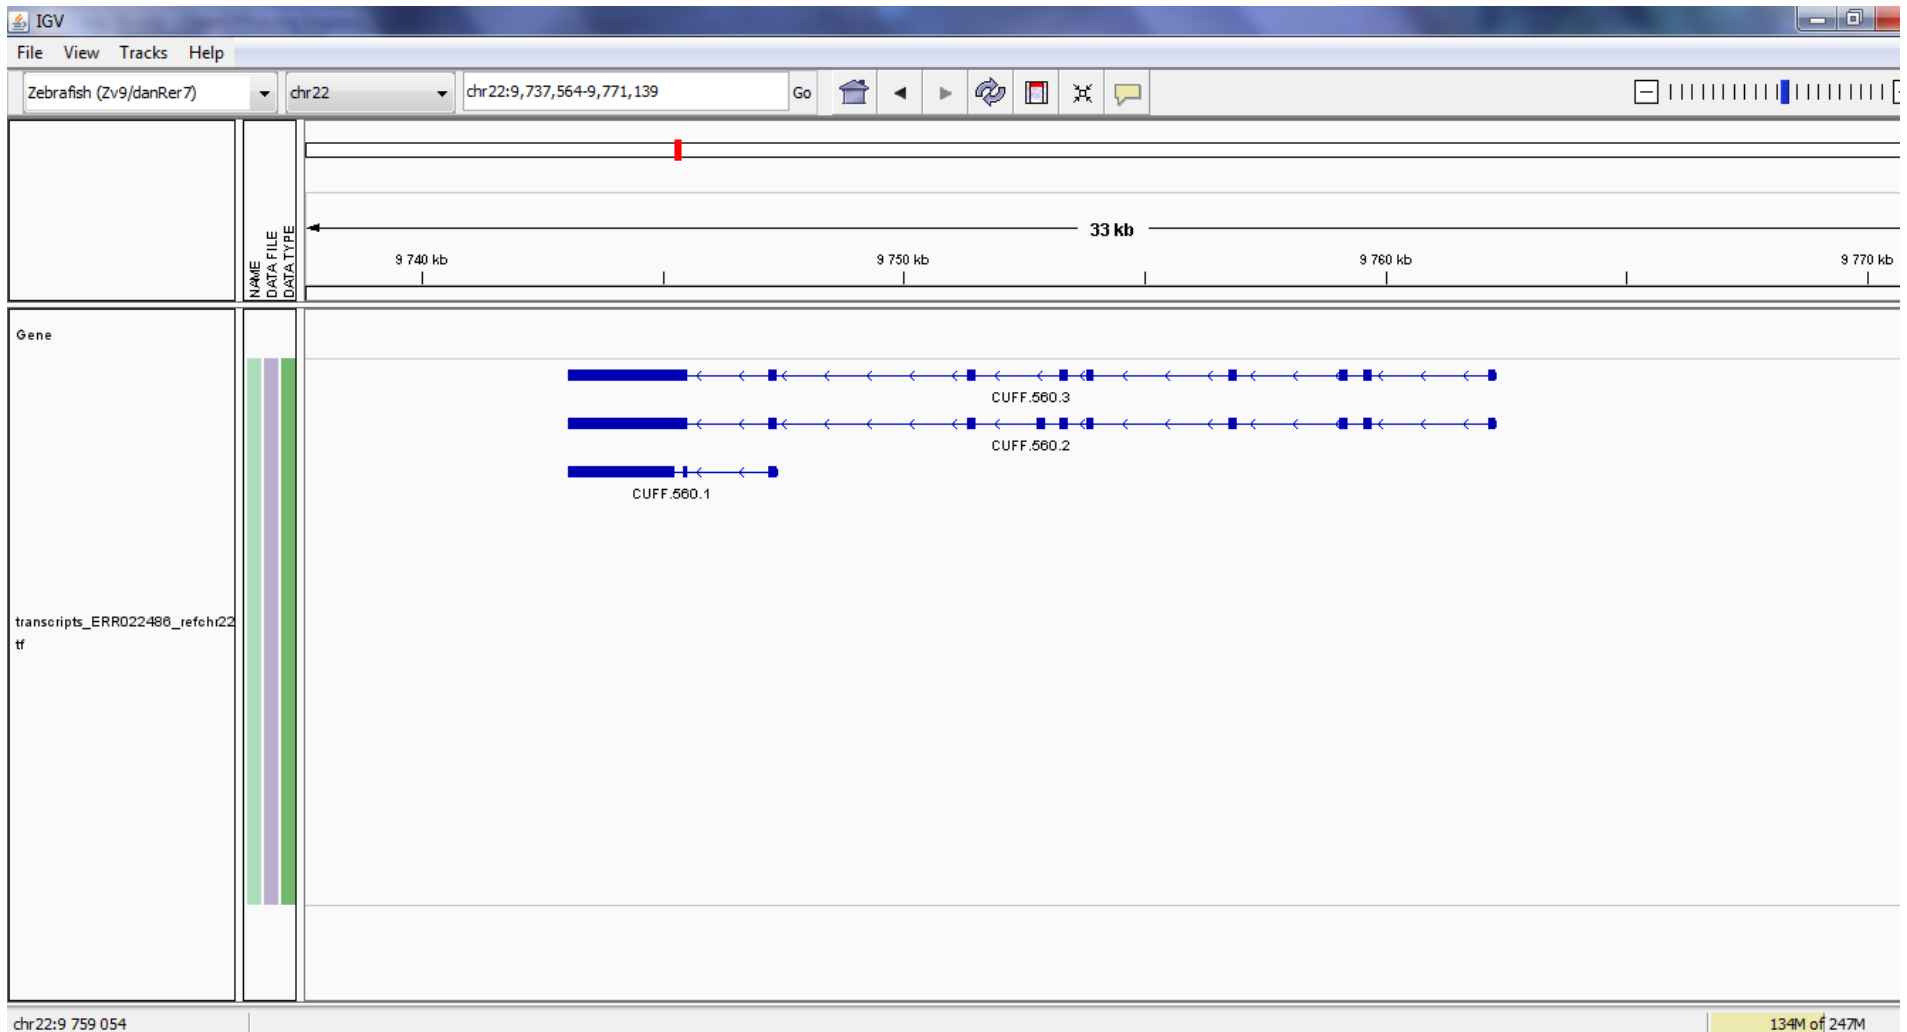 IGV
File View Tracks Help
Zebrafish (Zv9/danRer7) chr22 chr22:9,737,564-9,771,139 Go
NAME
DATA FILE
DATA TYPE
33 kb
9 740 kb 9 750 kb 9 760 kb 9 770 kb
Gene
CUFF.560.3
CUFF.560.2
CUFF.560.1
transcripts_ERR022486_refchr22
tf
chr22:9 759 054 134M of 247M